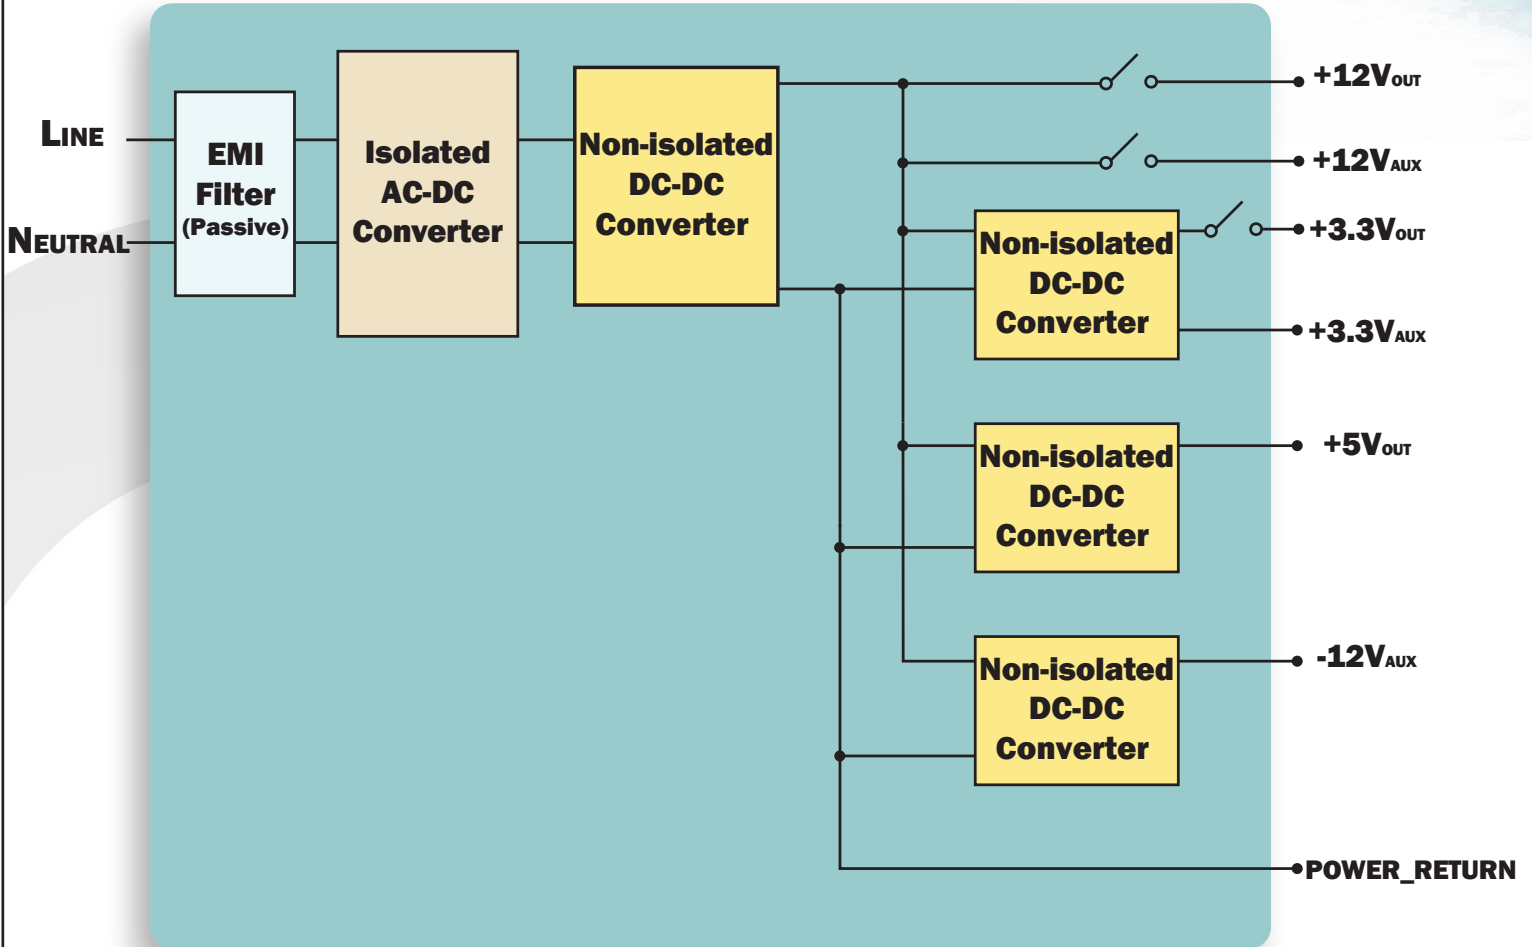 LINE
NEUTRAL
EMI
Filter
(Passive)
Isolated
AC-DC
Converter
Non-isolated
DC-DC
Converter
+12VOUT
+12VAUX
Non-isolated
DC-DC
Converter
+3.3VOUT
+3.3VAUX
Non-isolated
DC-DC
Converter
+5VOUT
Non-isolated
DC-DC
Converter
-12VAUX
POWER_RETURN